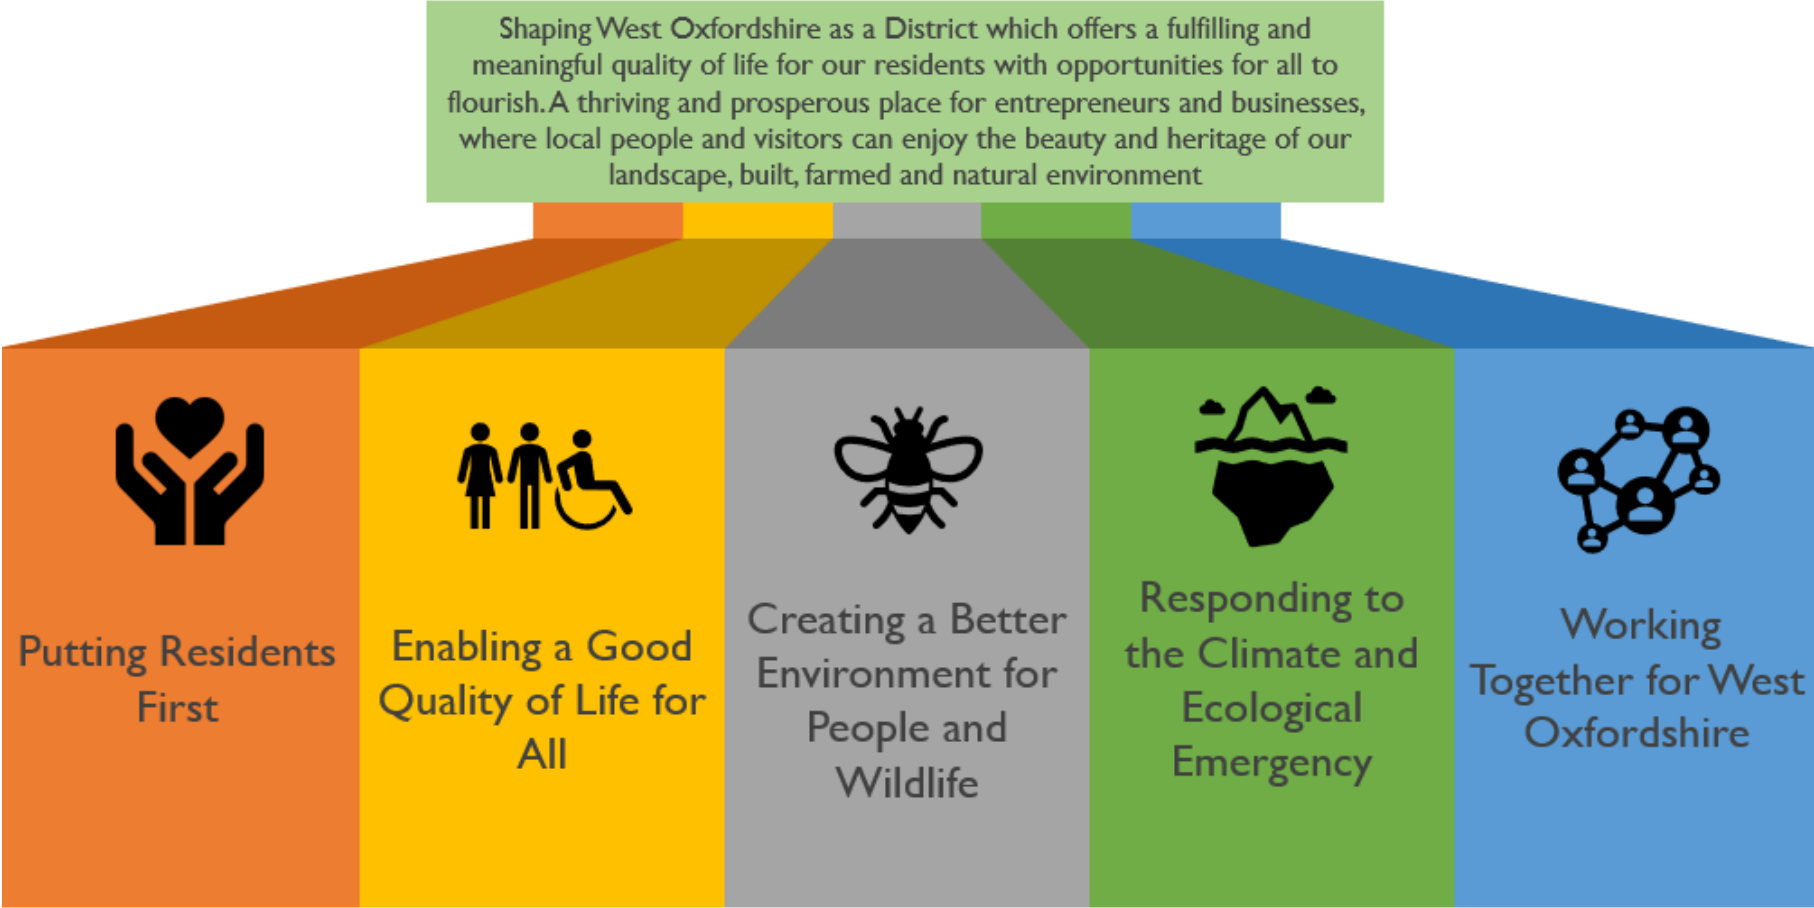 Shaping West Oxfordshire as a District which offers a fulfilling and
meaningful quality of life for our residents with opportunities for all to
flourish. A thriving and prosperous place for entrepreneurs and businesses,
where local people and visitors can enjoy the beauty and heritage of our
landscape, built, farmed and natural environment
Putting Residents
First
Enabling a Good
Quality of Life for
All
Creating a Better
Environment for
People and
Wildlife
Responding to
the Climate and
Ecological
Emergency
Working
Together for West
Oxfordshire